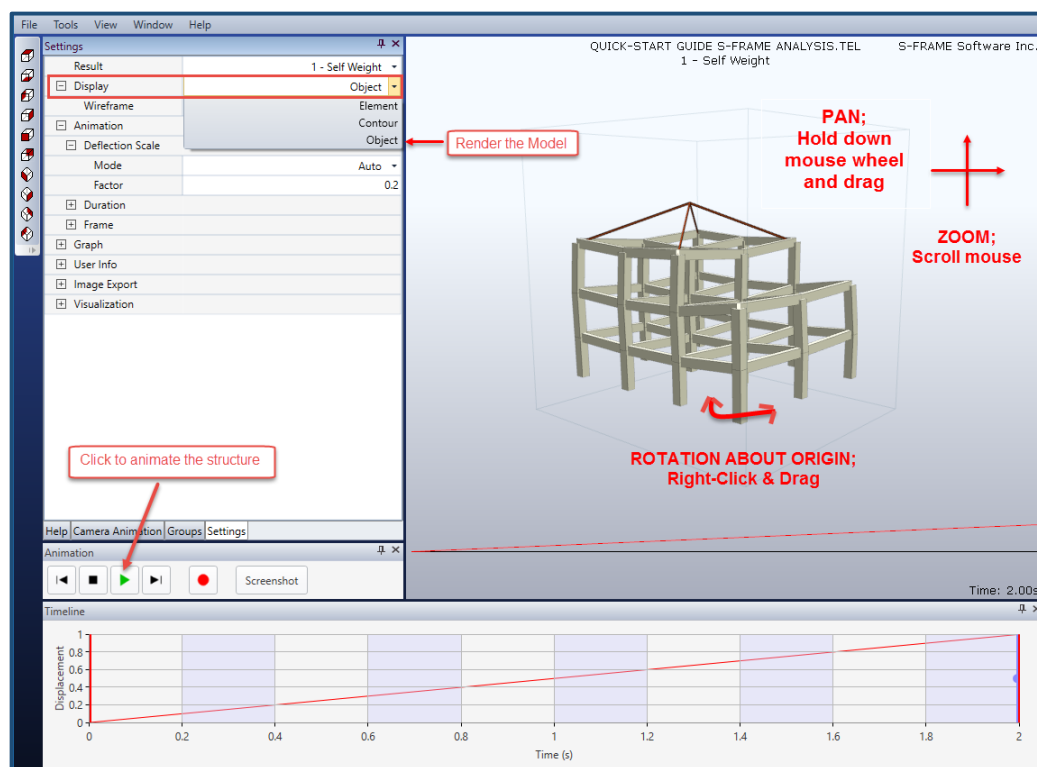 File Tools View Window Help
Settings
Result 1 - Self Weight
Display Object
Wireframe Element
Contour
Animation
Object
Deflection Scale
Mode Auto
Factor 0.2
Duration
Frame
Graph
User Info
Image Export
Visualization
Render the Model
Click to animate the structure
Help Camera Animation Groups Settings
Animation
Screenshot
QUICK-START GUIDE S-FRAME ANALYSIS.TEL S-FRAME Software Inc.
1 - Self Weight
PAN;
Hold down
mouse wheel
and drag
ZOOM;
Scroll mouse
ROTATION ABOUT ORIGIN;
Right-Click & Drag
Time: 2.00s
Timeline
Displacement
1
0.8
0.6
0.4
0.2
0
0 0.2 0.4 0.6 0.8 1 1.2 1.4 1.6 1.8 2
Time (s)